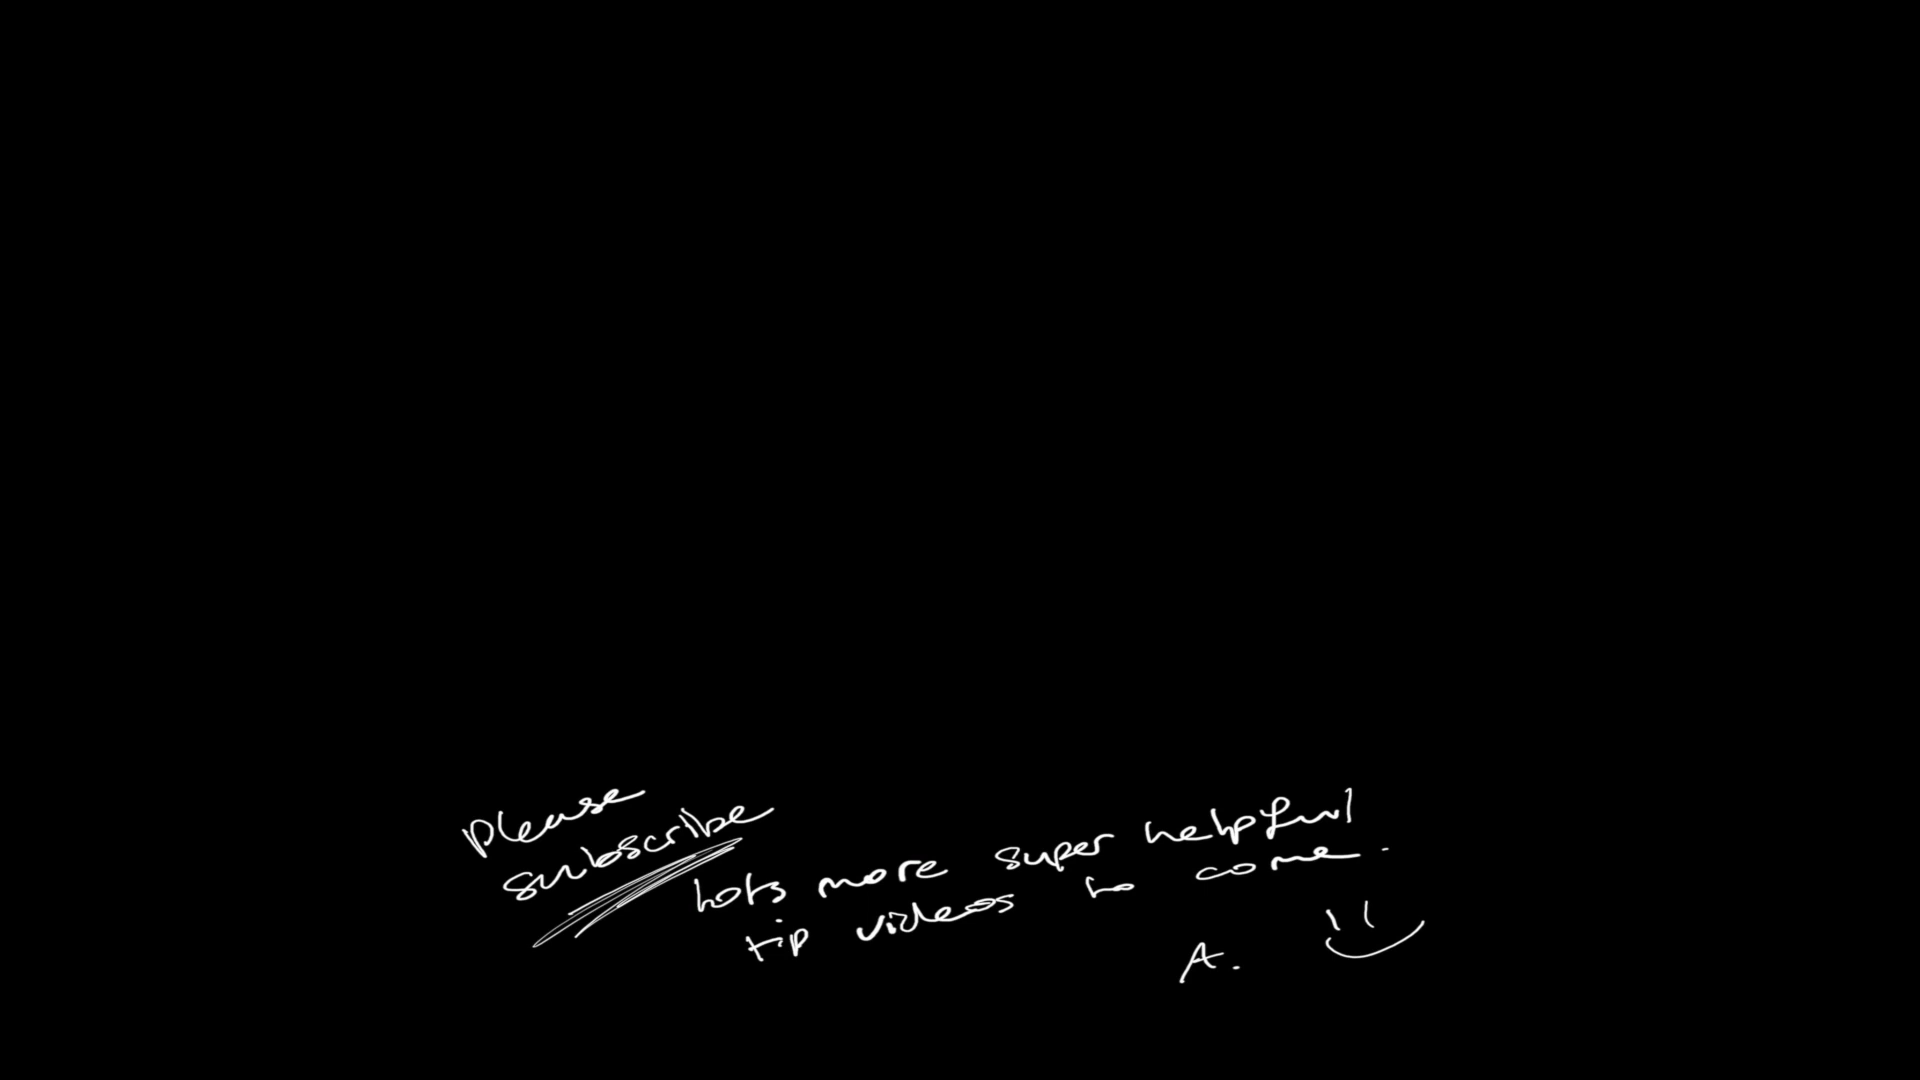 please
subscribe
lots more super helpful
tip videos to come.
A.